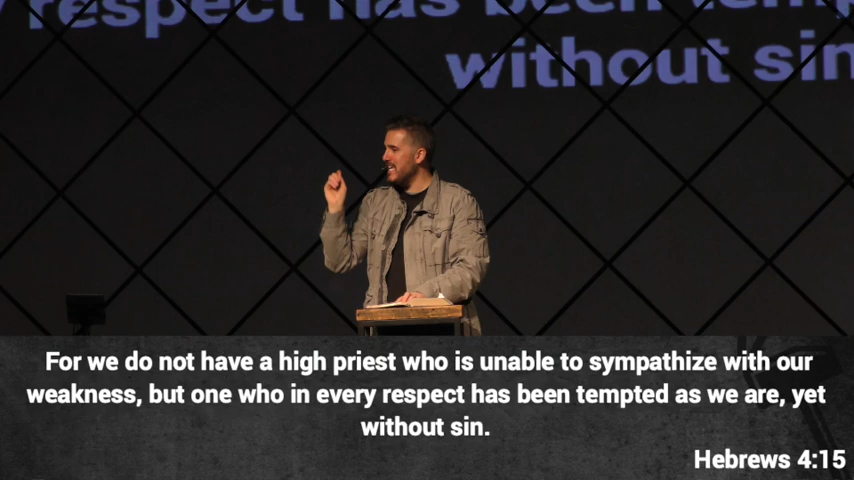 respect has been temp
without sin
For we do not have a high priest who is unable to sympathize with our
weakness, but one who in every respect has been tempted as we are, yet
without sin.
Hebrews 4:15